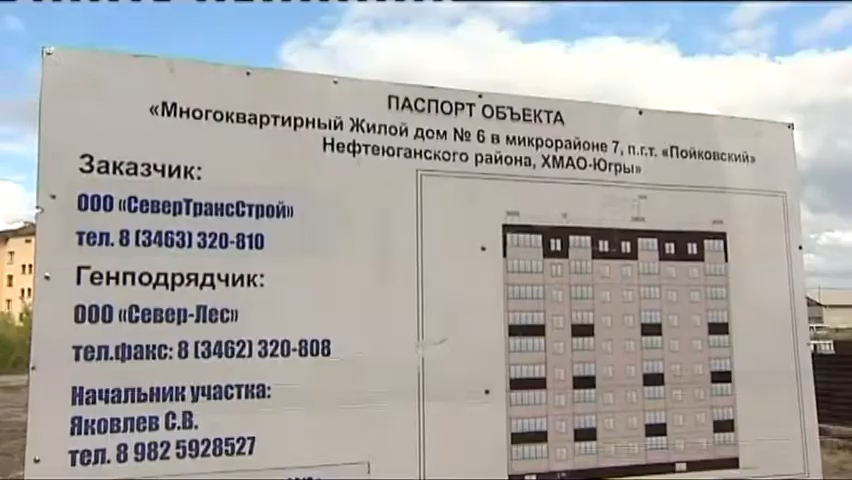 ПАСПОРТ ОБЪЕКТА
«Многоквартирный Жилой дом № 6 в микрорайоне 7, п.г.т. «Пойковский»
Нефтеюганского района, ХМАО-Югры»
Заказчик:
ООО «СеверТрансСтрой»
тел. 8 (3463) 320-810
Генподрядчик:
ООО «Север-Лес»
тел.факс: 8 (3462) 320-808
Начальник участка:
Яковлев С.В.
тел. 8 982 5928527